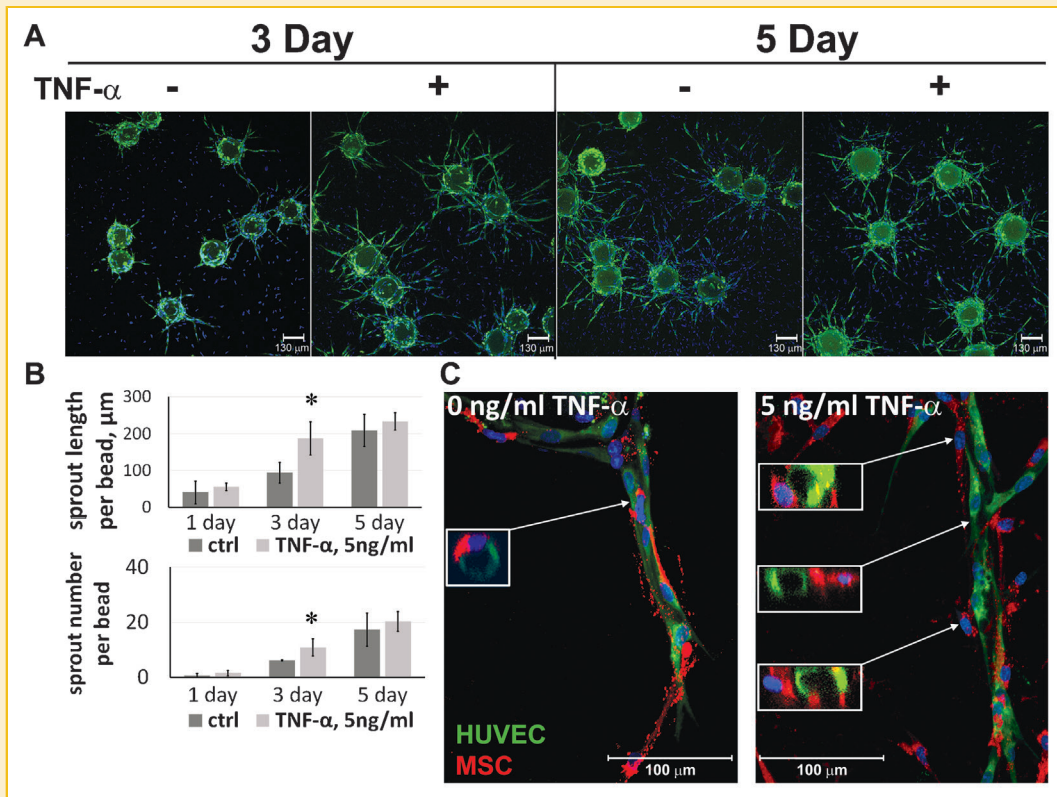 A
3 Day
5 Day
TNF-α - + - +
130 µm 130 µm 130 µm 130 µm
B
sprout length
per bead, µm
300
200
100
0
*
1 day 3 day 5 day
ctrl TNF-α, 5ng/ml
sprout number
per bead
40
20
0
*
1 day 3 day 5 day
ctrl TNF-α, 5ng/ml
C
0 ng/ml TNF-α
5 ng/ml TNF-α
HUVEC
MSC
100 µm
100 µm